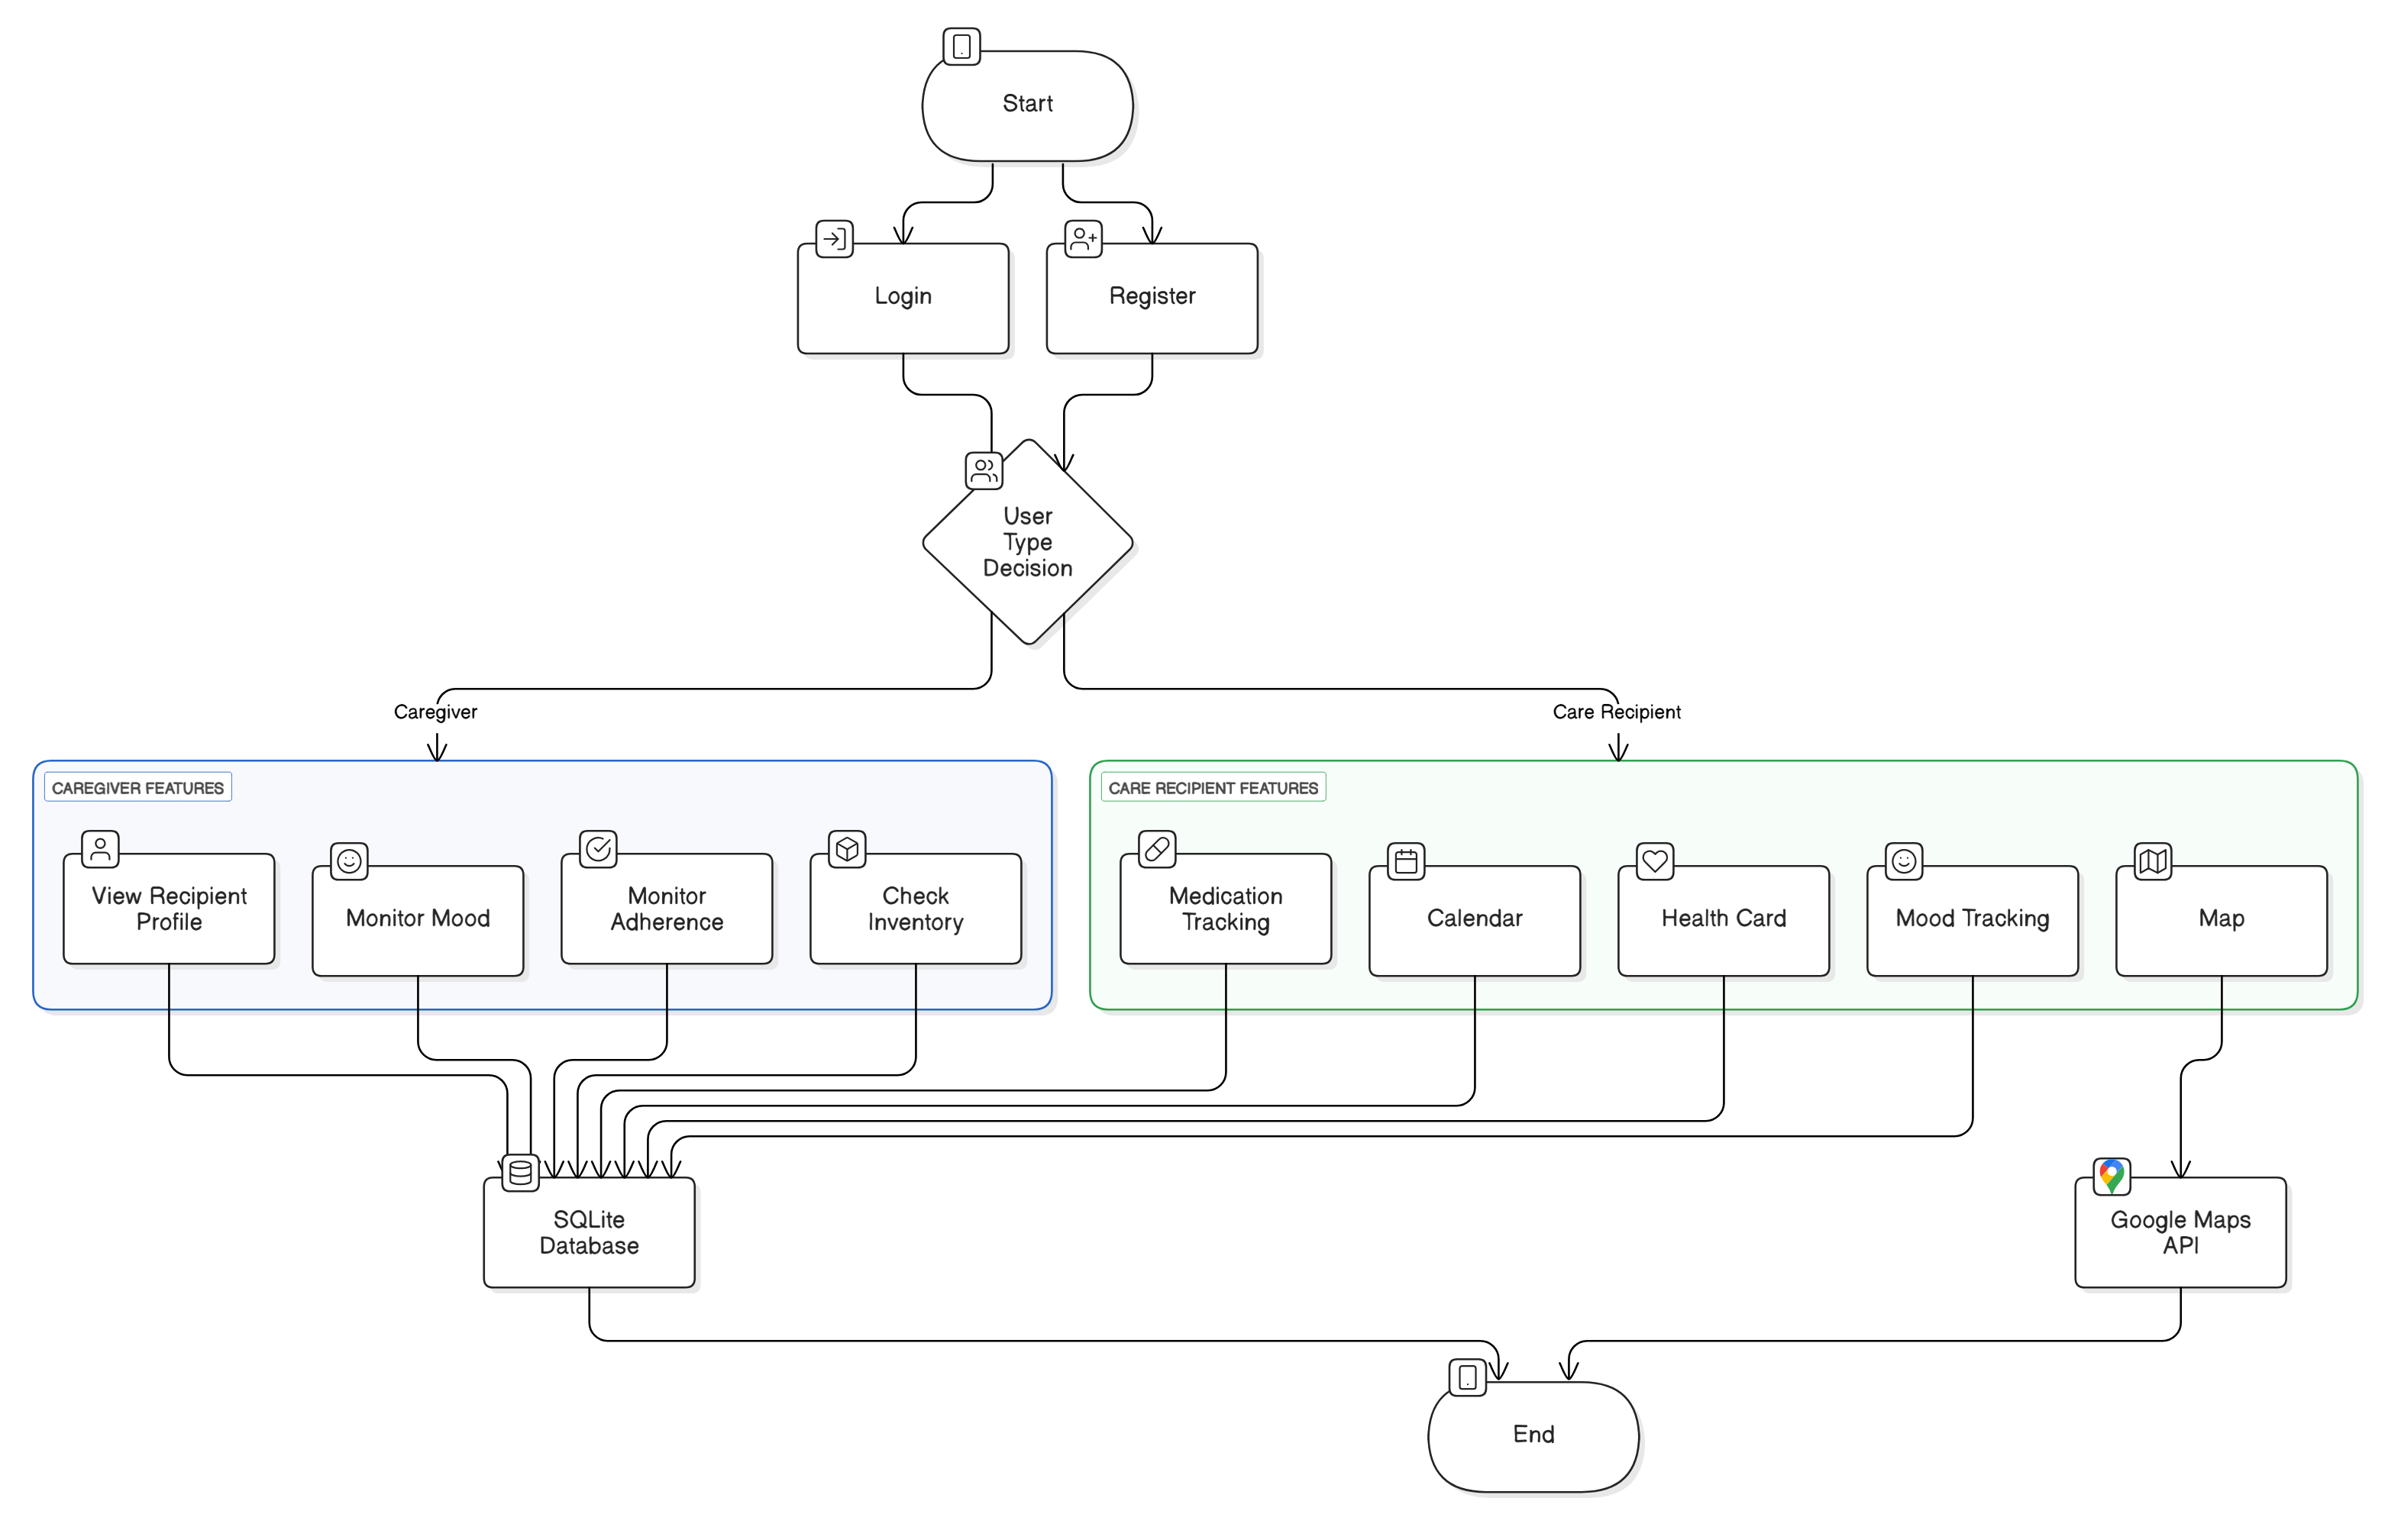 Start
Login
Register
User
Type
Decision
Caregiver
Care Recipient
CAREGIVER FEATURES
CARE RECIPIENT FEATURES
View Recipient
Profile
Monitor Mood
Monitor
Adherence
Check
Inventory
Medication
Tracking
Calendar
Health Card
Mood Tracking
Map
SQLite
Database
Google Maps
API
End